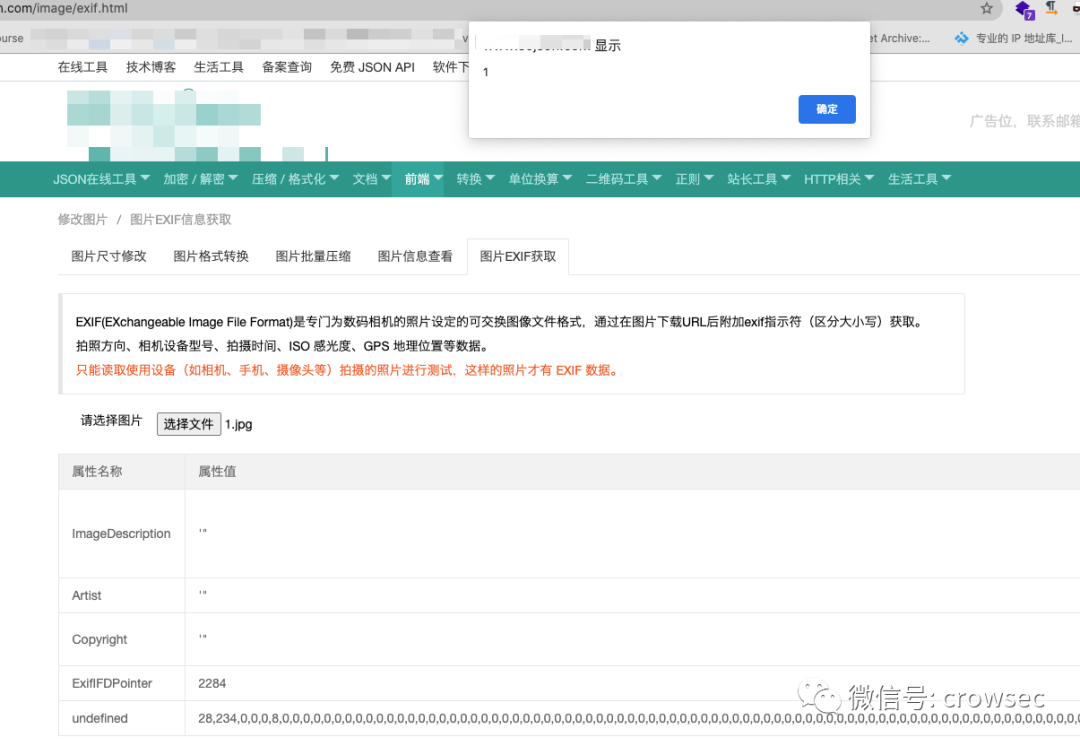 n.com/image/exif.html
7
ourse
et Archive:...
专业的 IP 地址库_I...
显示
1
确定
在线工具 技术博客 生活工具 备案查询 免费 JSON API 软件下
广告位，联系邮箱
JSON在线工具 加密 / 解密 压缩 / 格式化 文档 前端 转换 单位换算 二维码工具 正则 站长工具 HTTP相关 生活工具
修改图片 / 图片EXIF信息获取
图片尺寸修改 图片格式转换 图片批量压缩 图片信息查看 图片EXIF获取
EXIF(EXchangeable Image File Format)是专门为数码相机的照片设定的可交换图像文件格式，通过在图片下载URL后附加exif指示符（区分大小写）获取。
拍照方向、相机设备型号、拍摄时间、ISO 感光度、GPS 地理位置等数据。
只能读取使用设备（如相机、手机、摄像头等）拍摄的照片进行测试，这样的照片才有 EXIF 数据。
请选择图片 选择文件 1.jpg
属性名称 属性值
ImageDescription '"
Artist '"
Copyright '"
ExifIFDPointer 2284
undefined 28,234,0,0,0,8,0,0,0,0,0,0,0,0,0,0,0,0,0,0,0,0,0,0,0,0,0,0,0,0,0,0,0,0,0,0,0,0,0,0,0,0,0,0,0,0,0,0,0,0,0,0,0,0,0,0,0,0,0,0,0,0,0,0,0,0,0,0,0,0,0,0,0,0,0,0,0,0,0,0
微信号: crowsec